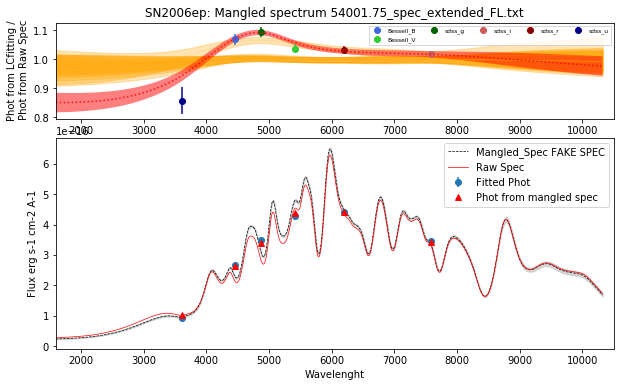 SN2006ep: Mangled spectrum 54001.75_spec_extended_FL.txt
Phot from LCfitting /
Phot from Raw Spec
1.1
1.0
0.9
0.8
Bessell_B
Bessell_V
sdss_g
sdss_i
sdss_r
sdss_u
2000 3000 4000 5000 6000 7000 8000 9000 10000
1e−16
Flux erg s-1 cm-2 A-1
6
5
4
3
2
1
0
Mangled_Spec FAKE SPEC
Raw Spec
Fitted Phot
Phot from mangled spec
2000 3000 4000 5000 6000 7000 8000 9000 10000
Wavelenght